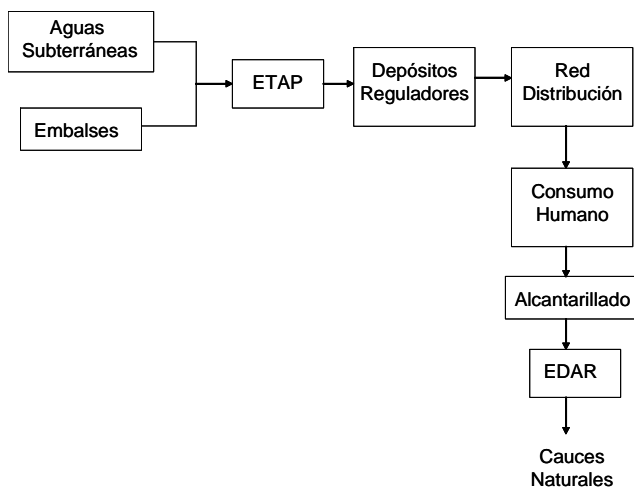 Aguas
Subterráneas
Embalses
ETAP
Depósitos
Reguladores
Red
Distribución
Consumo
Humano
Alcantarillado
EDAR
Cauces
Naturales